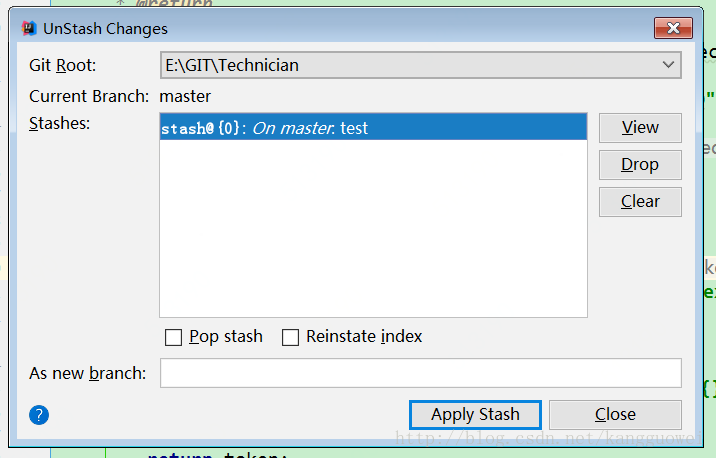 * @return
UnStash Changes
Git Root:
E:\GIT\Technician
Current Branch: master
Stashes:
stash@{0}: On master: test
View
Drop
Clear
Pop stash
Reinstate index
As new branch:
?
Apply Stash
Close
http://blog.csdn.net/kangguowei
return token;
{}